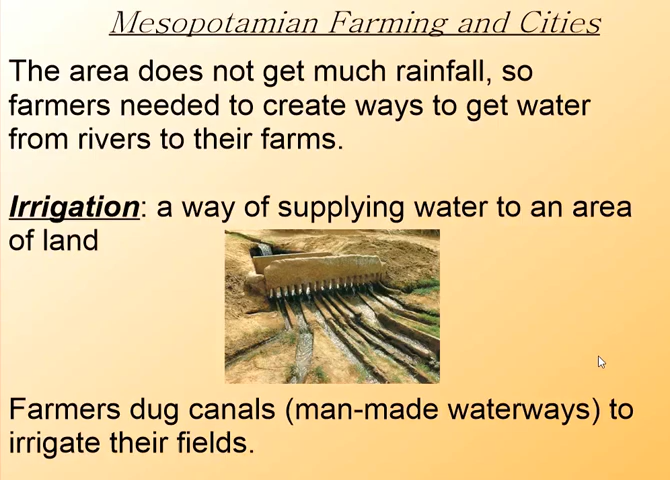 Mesopotamian Farming and Cities
The area does not get much rainfall, so
farmers needed to create ways to get water
from rivers to their farms.
Irrigation: a way of supplying water to an area
of land
Farmers dug canals (man-made waterways) to
irrigate their fields.